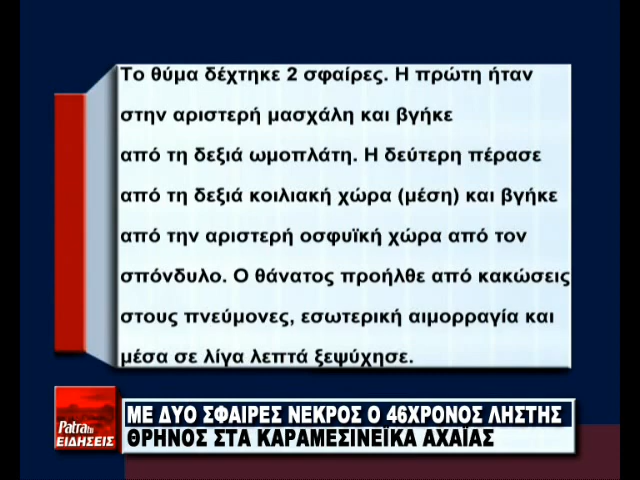 Το θύμα δέχτηκε 2 σφαίρες. Η πρώτη ήταν
στην αριστερή μασχάλη και βγήκε
από τη δεξιά ωμοπλάτη. Η δεύτερη πέρασε
από τη δεξιά κοιλιακή χώρα (μέση) και βγήκε
από την αριστερή οσφυϊκή χώρα από τον
σπόνδυλο. Ο θάνατος προήλθε από κακώσεις
στους πνεύμονες, εσωτερική αιμορραγία και
μέσα σε λίγα λεπτά ξεψύχησε.
ΜΕ ΔΥΟ ΣΦΑΙΡΕΣ ΝΕΚΡΟΣ Ο 46ΧΡΟΝΟΣ ΛΗΣΤΗΣ
ΘΡΗΝΟΣ ΣΤΑ ΚΑΡΑΜΕΣΙΝΕΪΚΑ ΑΧΑΪΑΣ
Patra tv
ΕΙΔΗΣΕΙΣ